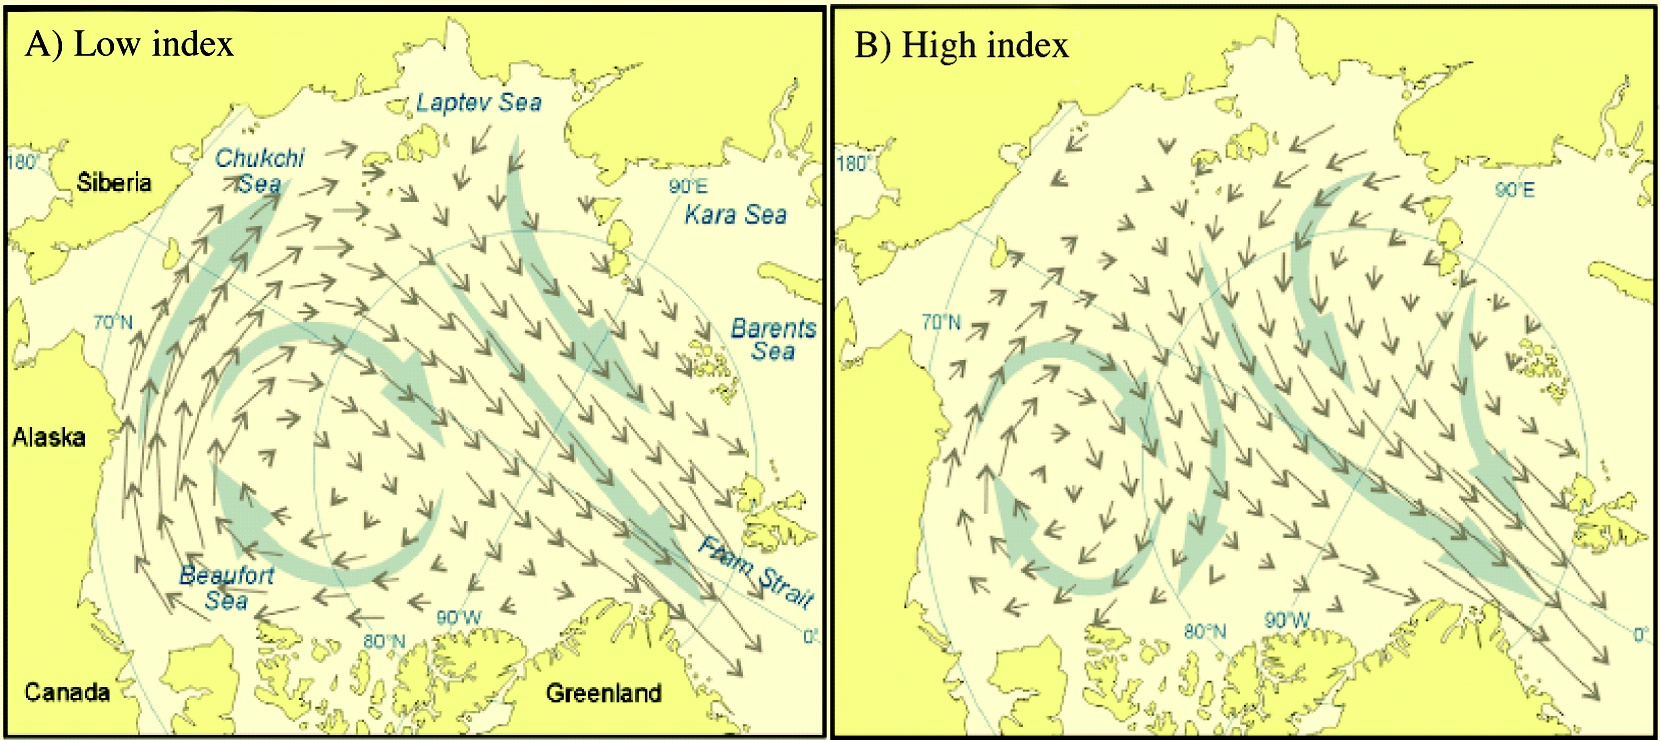 A) Low index
Laptev Sea
Chukchi
Sea
180°
Siberia
90°E
Kara Sea
70°N
Barents
Sea
Alaska
Fram Strait
Beaufort
Sea
90°W
80°N
0°
Canada
Greenland
B) High index
180°
90°E
70°N
80°N
90°W
0°